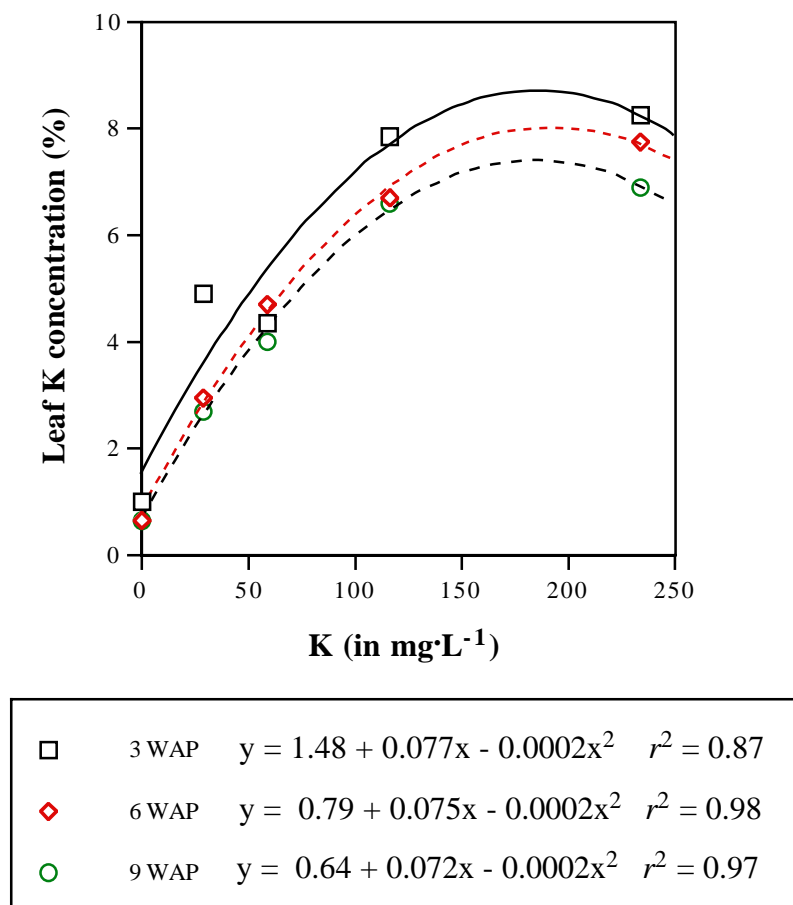 10
8
6
4
2
0
Leaf K concentration (%)
0 50 100 150 200 250
K (in mg·L⁻¹)
3 WAP y = 1.48 + 0.077x - 0.0002x² r² = 0.87
6 WAP y = 0.79 + 0.075x - 0.0002x² r² = 0.98
9 WAP y = 0.64 + 0.072x - 0.0002x² r² = 0.97